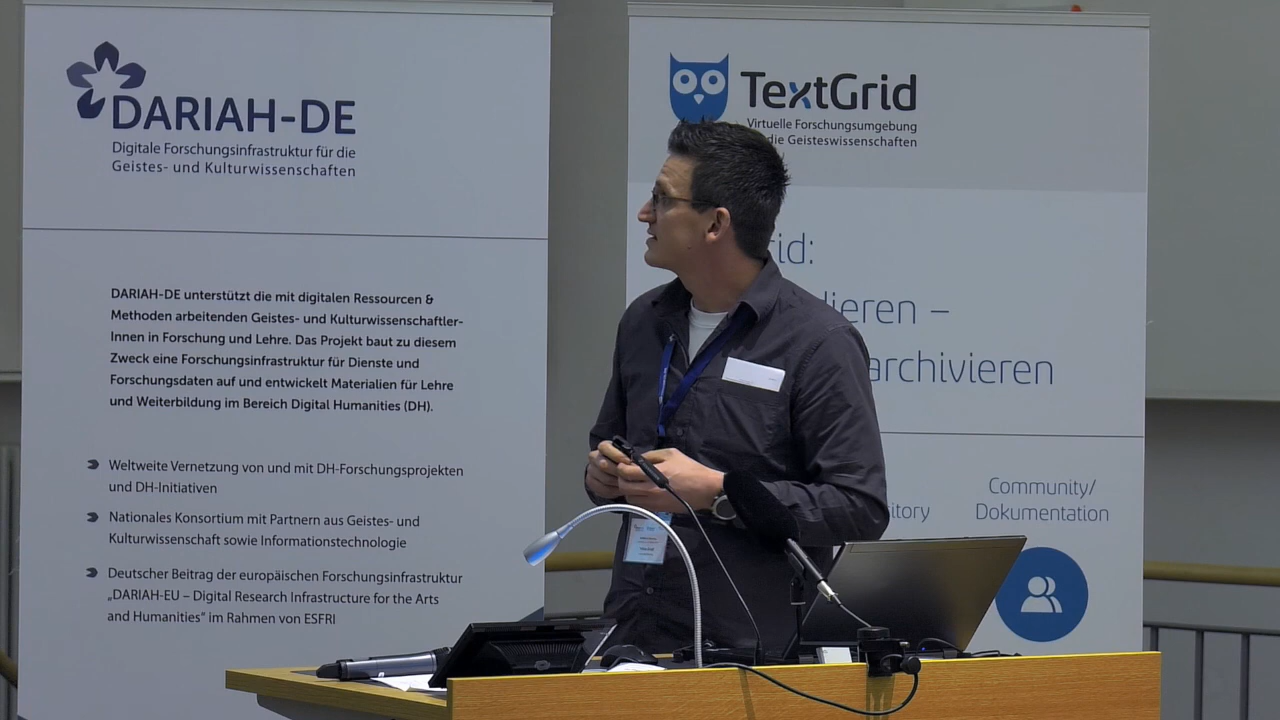 DARIAH-DE
Digitale Forschungsinfrastruktur für die
Geistes- und Kulturwissenschaften
DARIAH-DE unterstützt die mit digitalen Ressourcen &
Methoden arbeitenden Geistes- und Kulturwissenschaftler-
Innen in Forschung und Lehre. Das Projekt baut zu diesem
Zweck eine Forschungsinfrastruktur für Dienste und
Forschungsdaten auf und entwickelt Materialien für Lehre
und Weiterbildung im Bereich Digital Humanities (DH).
Weltweite Vernetzung von und mit DH-Forschungsprojekten
und DH-Initiativen
Nationales Konsortium mit Partnern aus Geistes- und
Kulturwissenschaft sowie Informationstechnologie
Deutscher Beitrag der europäischen Forschungsinfrastruktur
„DARIAH-EU – Digital Research Infrastructure for the Arts
and Humanities" im Rahmen von ESFRI
TextGrid
Virtuelle Forschungsumgebung
die Geisteswissenschaften
rid:
ieren –
archivieren
itory
Community/
Dokumentation